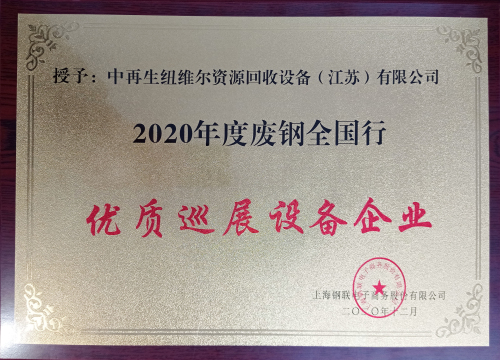 授予：中再生纽维尔资源回收设备（江苏）有限公司
2020年度废钢全国行
优质巡展设备企业
上海钢联电子商务股份有限公司
二〇二〇年十二月